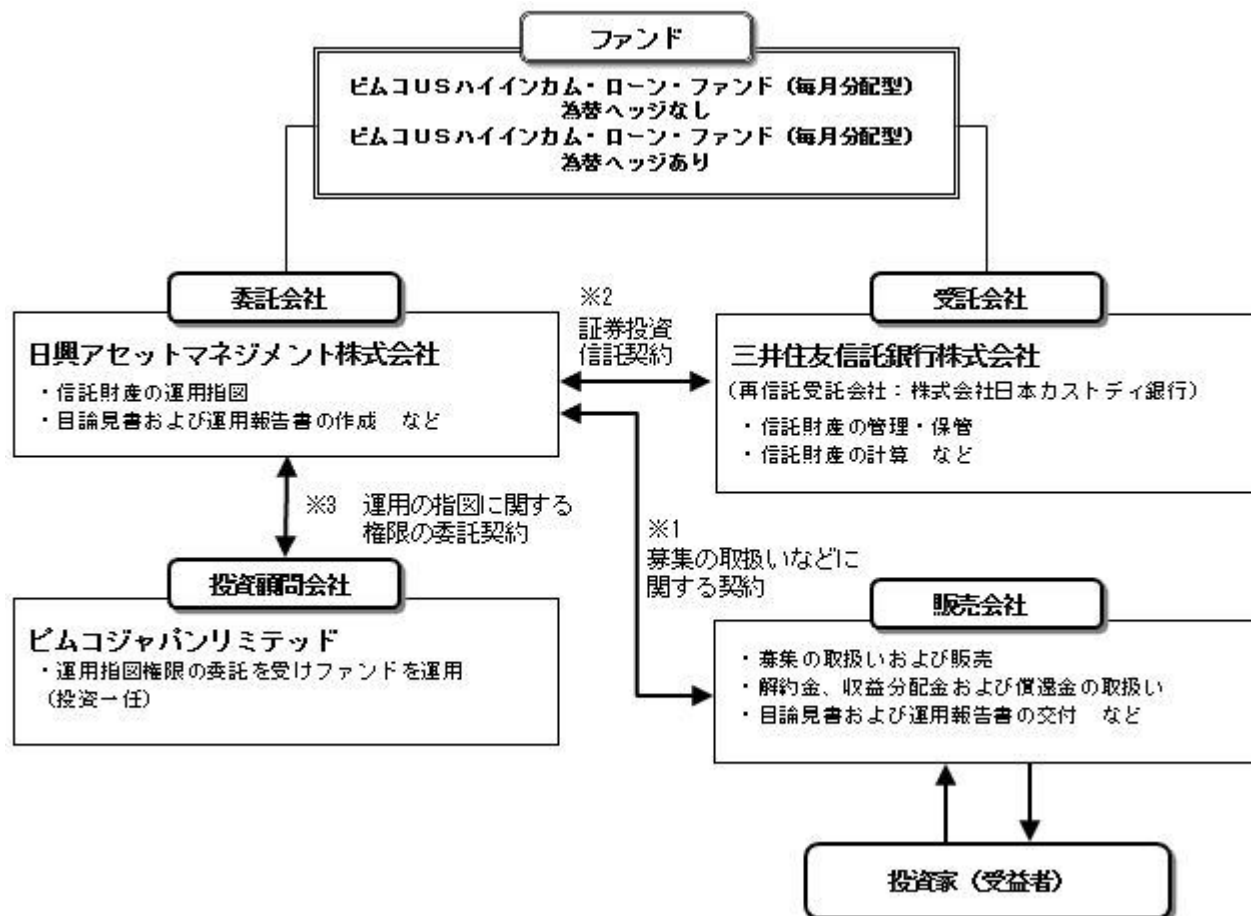 ファンド
ピムコUSハイインカム・ローン・ファンド（毎月分配型）
為替ヘッジなし
ピムコUSハイインカム・ローン・ファンド（毎月分配型）
為替ヘッジあり
委託会社
日興アセットマネジメント株式会社
・信託財産の運用指図
・目論見書および運用報告書の作成　など
※2
証券投資
信託契約
受託会社
三井住友信託銀行株式会社
（再信託受託会社：株式会社日本カストディ銀行）
・信託財産の管理・保管
・信託財産の計算　など
※3　運用の指図に関する
権限の委託契約
※1
募集の取扱いなどに
関する契約
投資顧問会社
ピムコジャパンリミテッド
・運用指図権限の委託を受けファンドを運用
（投資一任）
販売会社
・募集の取扱いおよび販売
・解約金、収益分配金および償還金の取扱い
・目論見書および運用報告書の交付　など
投資家（受益者）